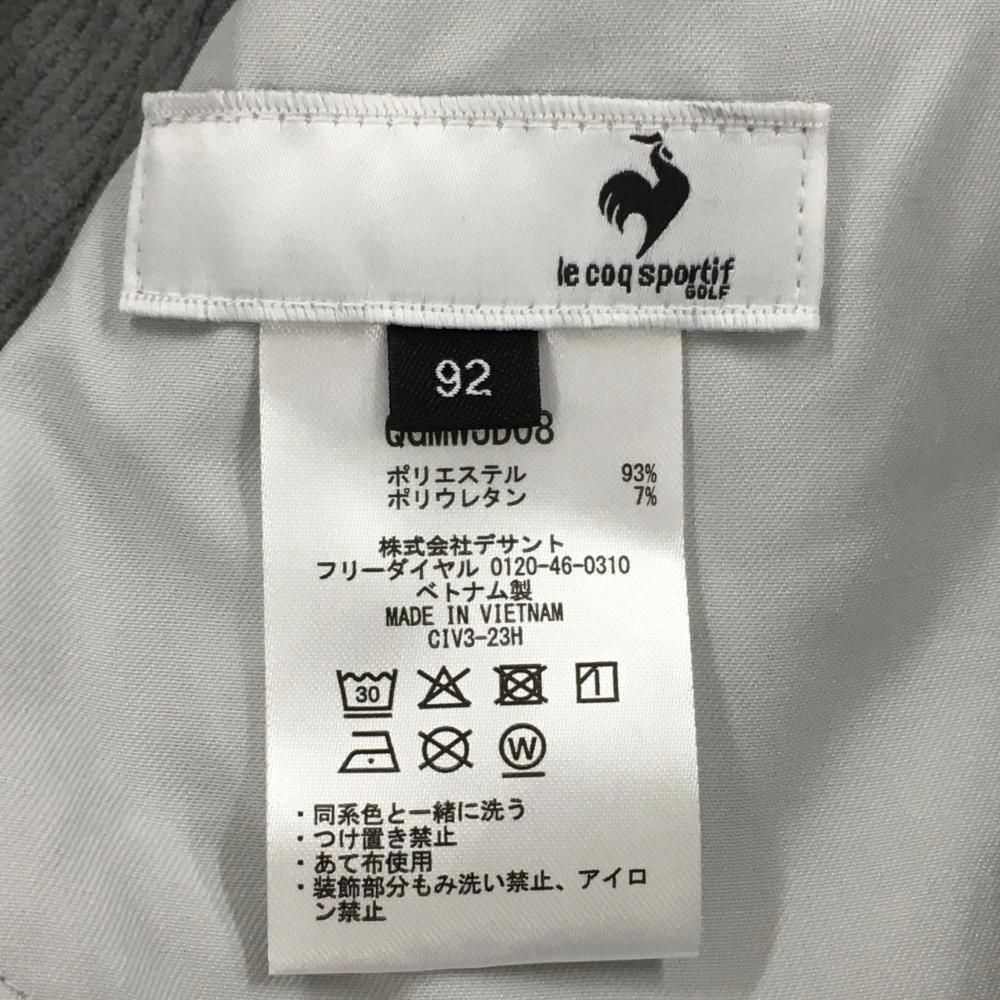 le coq sportif
GOLF
92
ポリエステル 93%
ポリウレタン 7%
株式会社デサント
フリーダイヤル 0120-46-0310
ベトナム製
MADE IN VIETNAM
CIV3-23H
30
W
・同系色と一緒に洗う
・つけ置き禁止
・あて布使用
・装飾部分もみ洗い禁止、アイロ
ン禁止